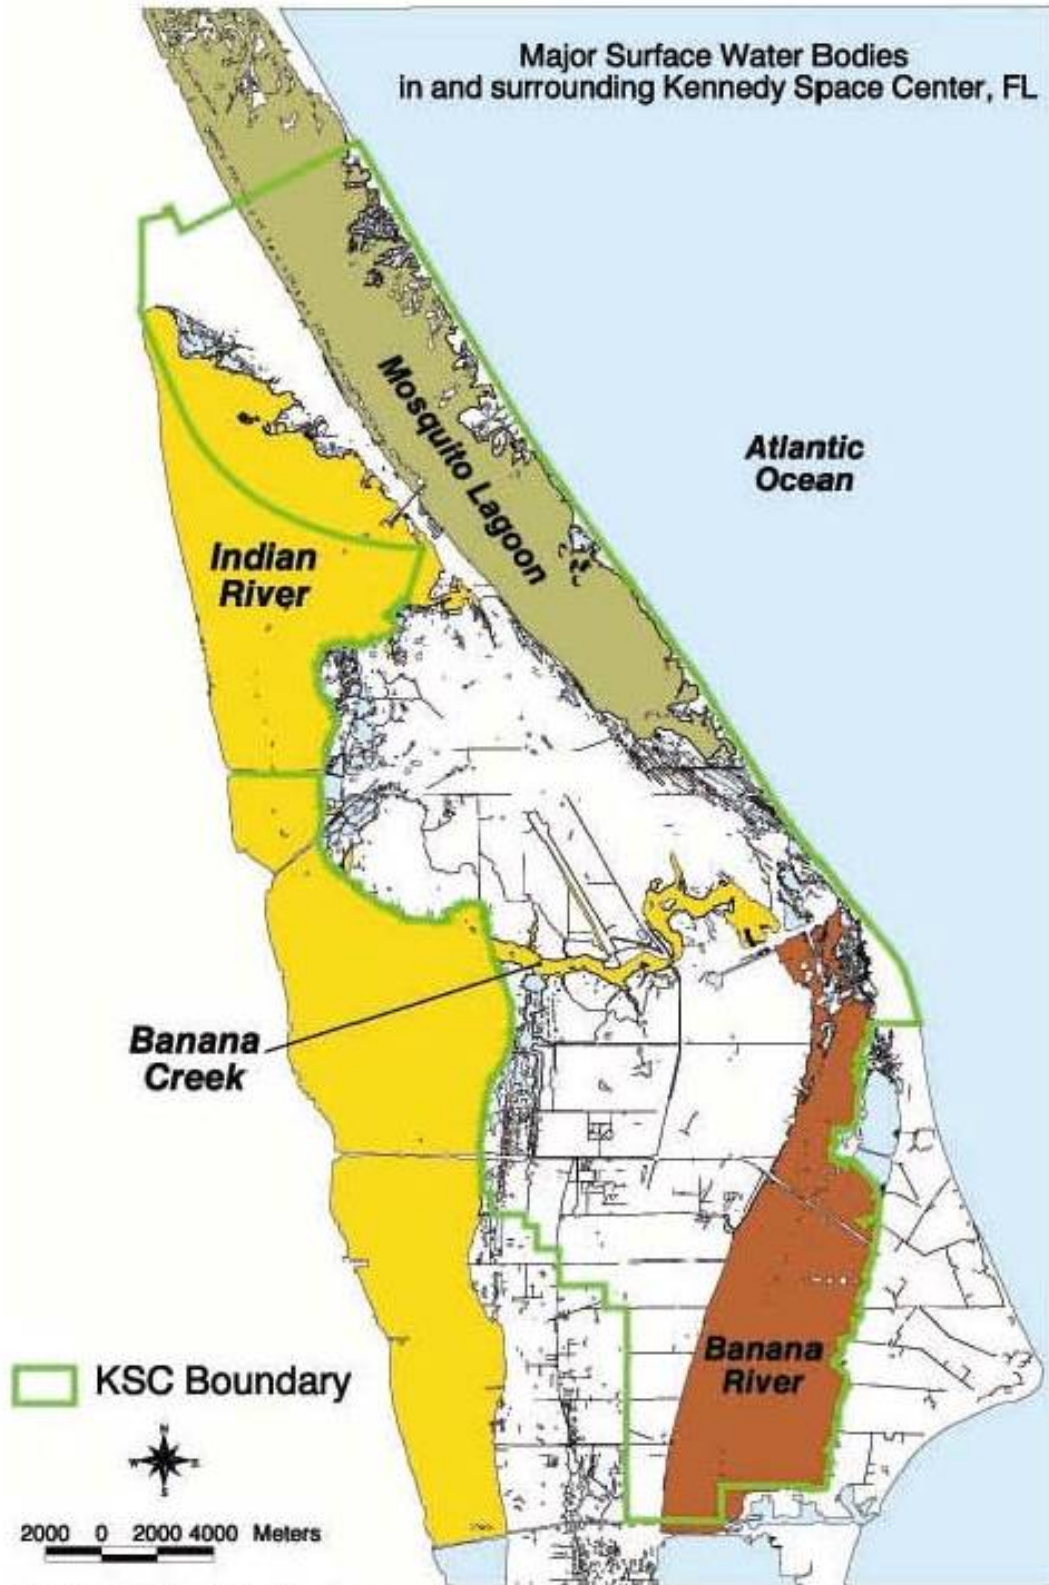 Major Surface Water Bodies
in and surrounding Kennedy Space Center, FL
Mosquito Lagoon
Atlantic
Ocean
Indian
River
Banana
Creek
Banana
River
KSC Boundary
N
W E
S
2000 0 2000 4000 Meters